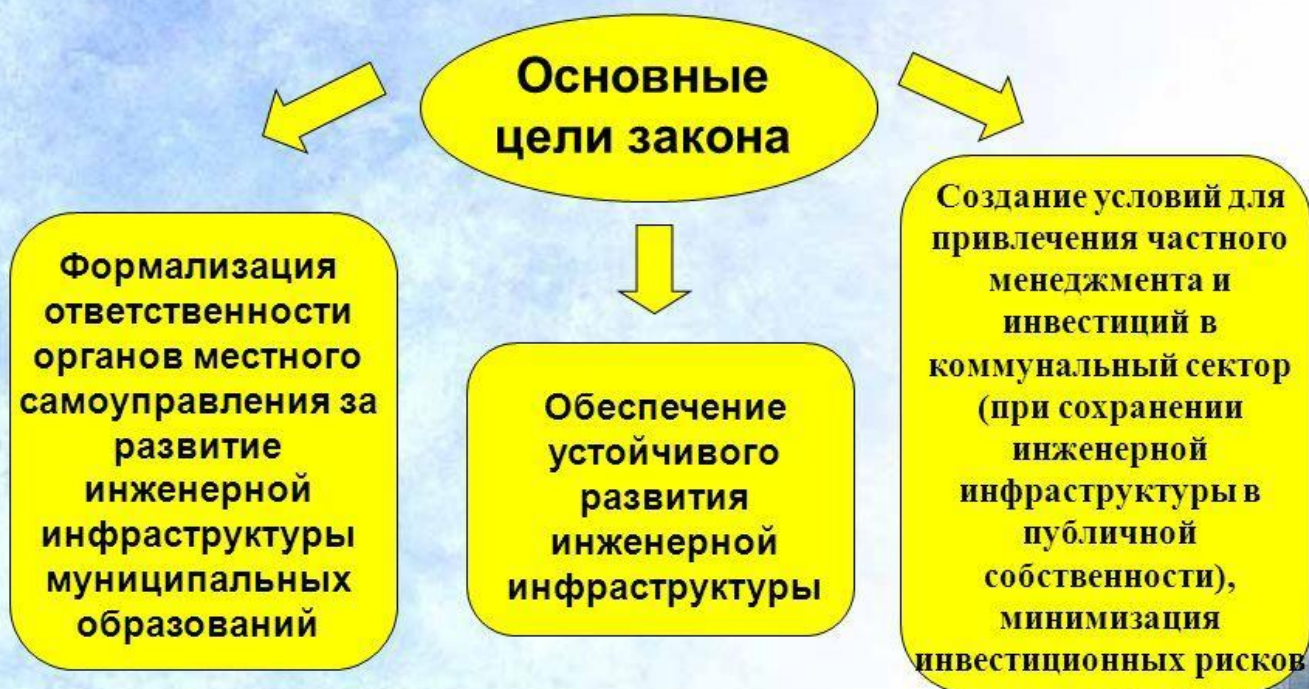 Основные
цели закона
Формализация
ответственности
органов местного
самоуправления за
развитие
инженерной
инфраструктуры
муниципальных
образований
Обеспечение
устойчивого
развития
инженерной
инфраструктуры
Создание условий для
привлечения частного
менеджмента и
инвестиций в
коммунальный сектор
(при сохранении
инженерной
инфраструктуры в
публичной
собственности),
минимизация
инвестиционных рисков